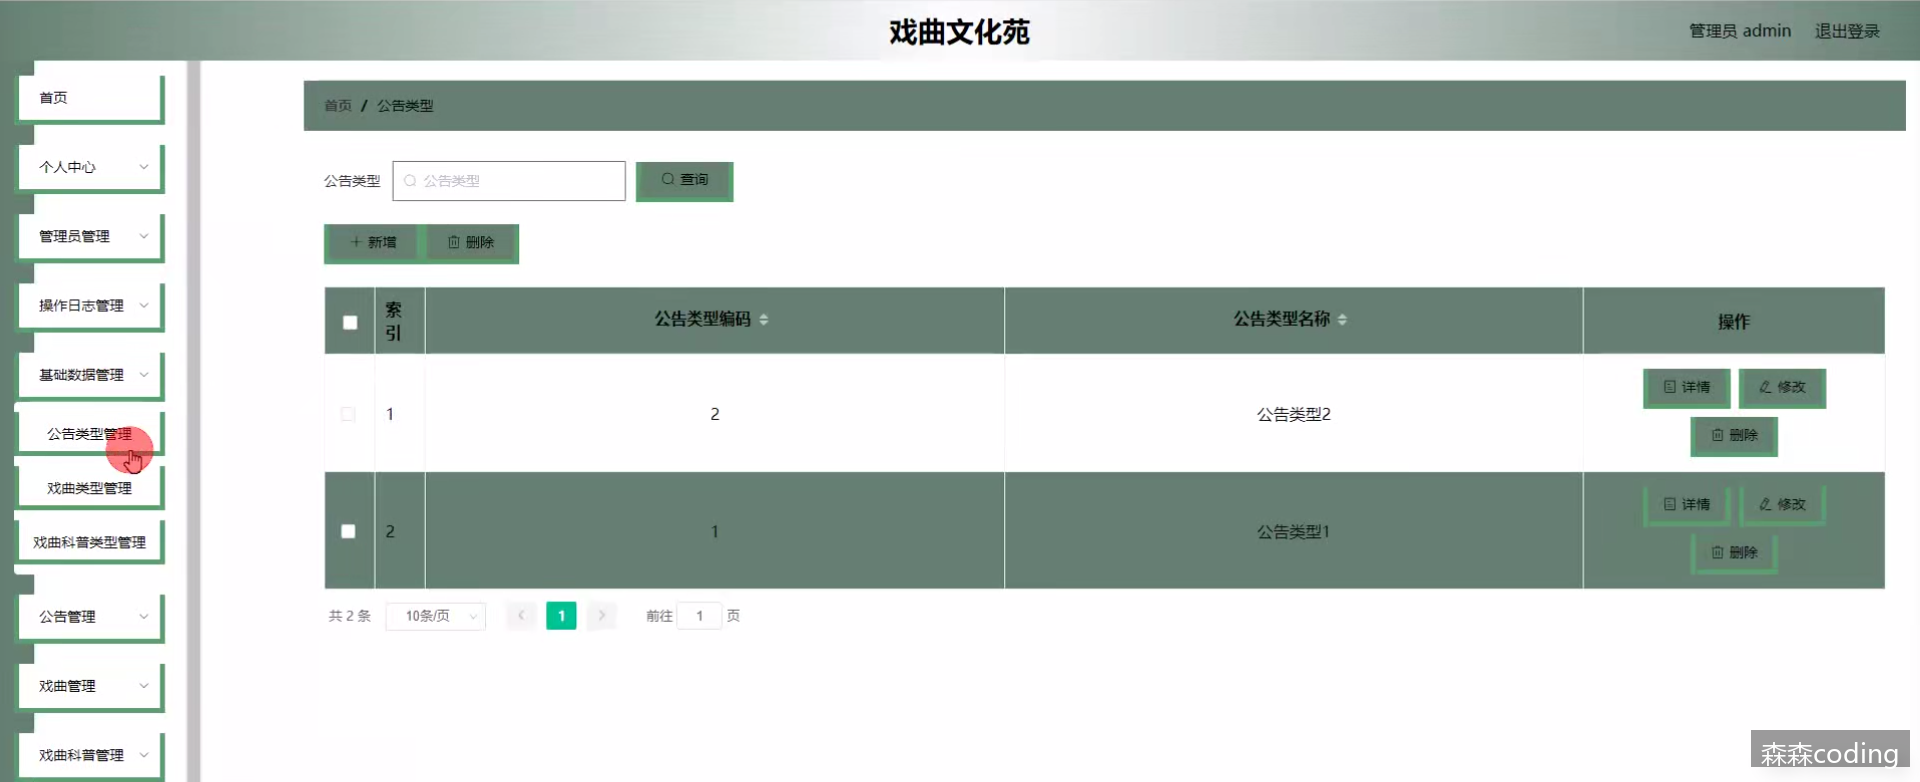 戏曲文化苑
管理员 admin 退出登录
首页
个人中心
管理员管理
操作日志管理
基础数据管理
公告类型管理
戏曲类型管理
戏曲科普类型管理
公告管理
戏曲管理
戏曲科普管理
首页 / 公告类型
公告类型 公告类型 查询
新增 删除
索引 公告类型编码 公告类型名称 操作
1 2 公告类型2 详情 修改
删除
2 1 公告类型1 详情 修改
删除
共 2 条 10条/页 1 前往 1 页
森森coding